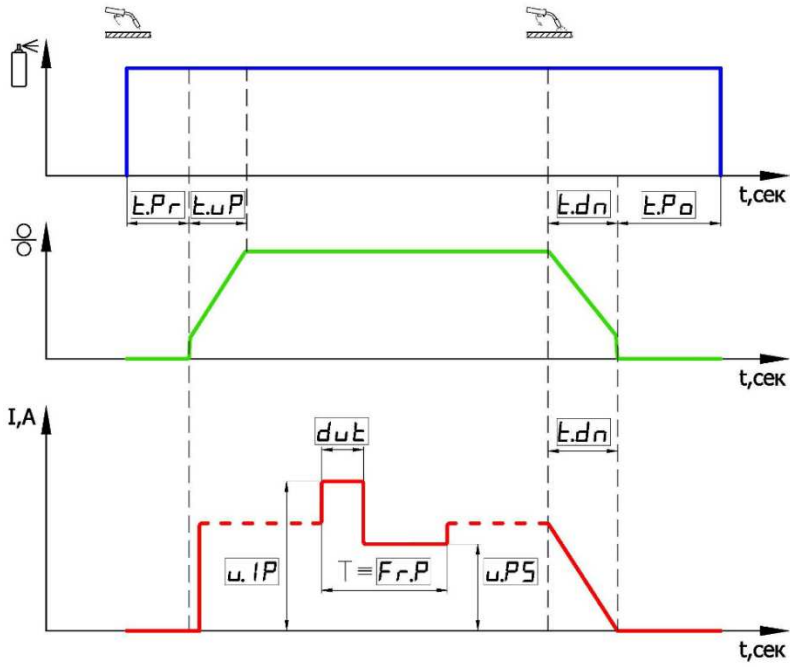 t.Pr t.uP t.dn t.Po t,сек
t,сек
I,A
dut t.dn
u.1P T≡Fr.P u.PS
t,сек